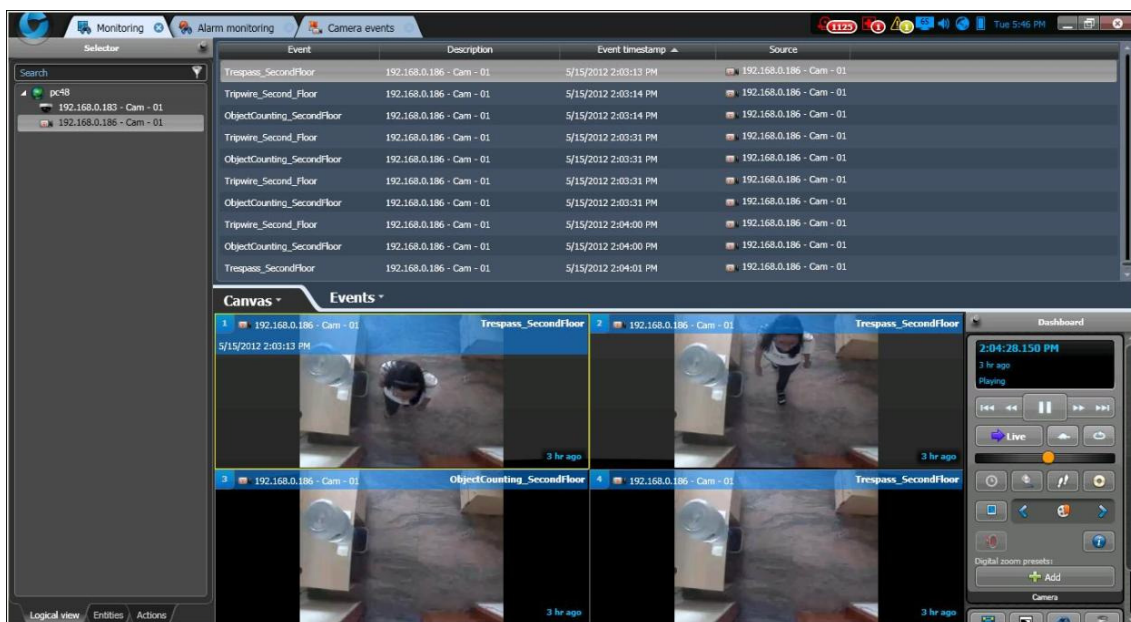 Monitoring Alarm monitoring Camera events 1123 1 1 65 Tue 5:46 PM
Selector
Search
pc48
192.168.0.183 - Cam - 01
192.168.0.186 - Cam - 01
Event Description Event timestamp Source
Trespass_SecondFloor 192.168.0.186 - Cam - 01 5/15/2012 2:03:13 PM 192.168.0.186 - Cam - 01
Tripwire_Second_Floor 192.168.0.186 - Cam - 01 5/15/2012 2:03:14 PM 192.168.0.186 - Cam - 01
ObjectCounting_SecondFloor 192.168.0.186 - Cam - 01 5/15/2012 2:03:14 PM 192.168.0.186 - Cam - 01
Tripwire_Second_Floor 192.168.0.186 - Cam - 01 5/15/2012 2:03:31 PM 192.168.0.186 - Cam - 01
ObjectCounting_SecondFloor 192.168.0.186 - Cam - 01 5/15/2012 2:03:31 PM 192.168.0.186 - Cam - 01
Tripwire_Second_Floor 192.168.0.186 - Cam - 01 5/15/2012 2:03:31 PM 192.168.0.186 - Cam - 01
ObjectCounting_SecondFloor 192.168.0.186 - Cam - 01 5/15/2012 2:03:31 PM 192.168.0.186 - Cam - 01
Tripwire_Second_Floor 192.168.0.186 - Cam - 01 5/15/2012 2:04:00 PM 192.168.0.186 - Cam - 01
ObjectCounting_SecondFloor 192.168.0.186 - Cam - 01 5/15/2012 2:04:00 PM 192.168.0.186 - Cam - 01
Trespass_SecondFloor 192.168.0.186 - Cam - 01 5/15/2012 2:04:01 PM 192.168.0.186 - Cam - 01
Canvas Events
1 192.168.0.186 - Cam - 01 Trespass_SecondFloor
5/15/2012 2:03:13 PM
3 hr ago
2 192.168.0.186 - Cam - 01 Trespass_SecondFloor
3 hr ago
3 192.168.0.186 - Cam - 01 ObjectCounting_SecondFloor
3 hr ago
4 192.168.0.186 - Cam - 01 Trespass_SecondFloor
3 hr ago
Dashboard
2:04:28.150 PM
3 hr ago
Playing
Live
Digital zoom presets:
Add
Camera
Logical view Entities Actions